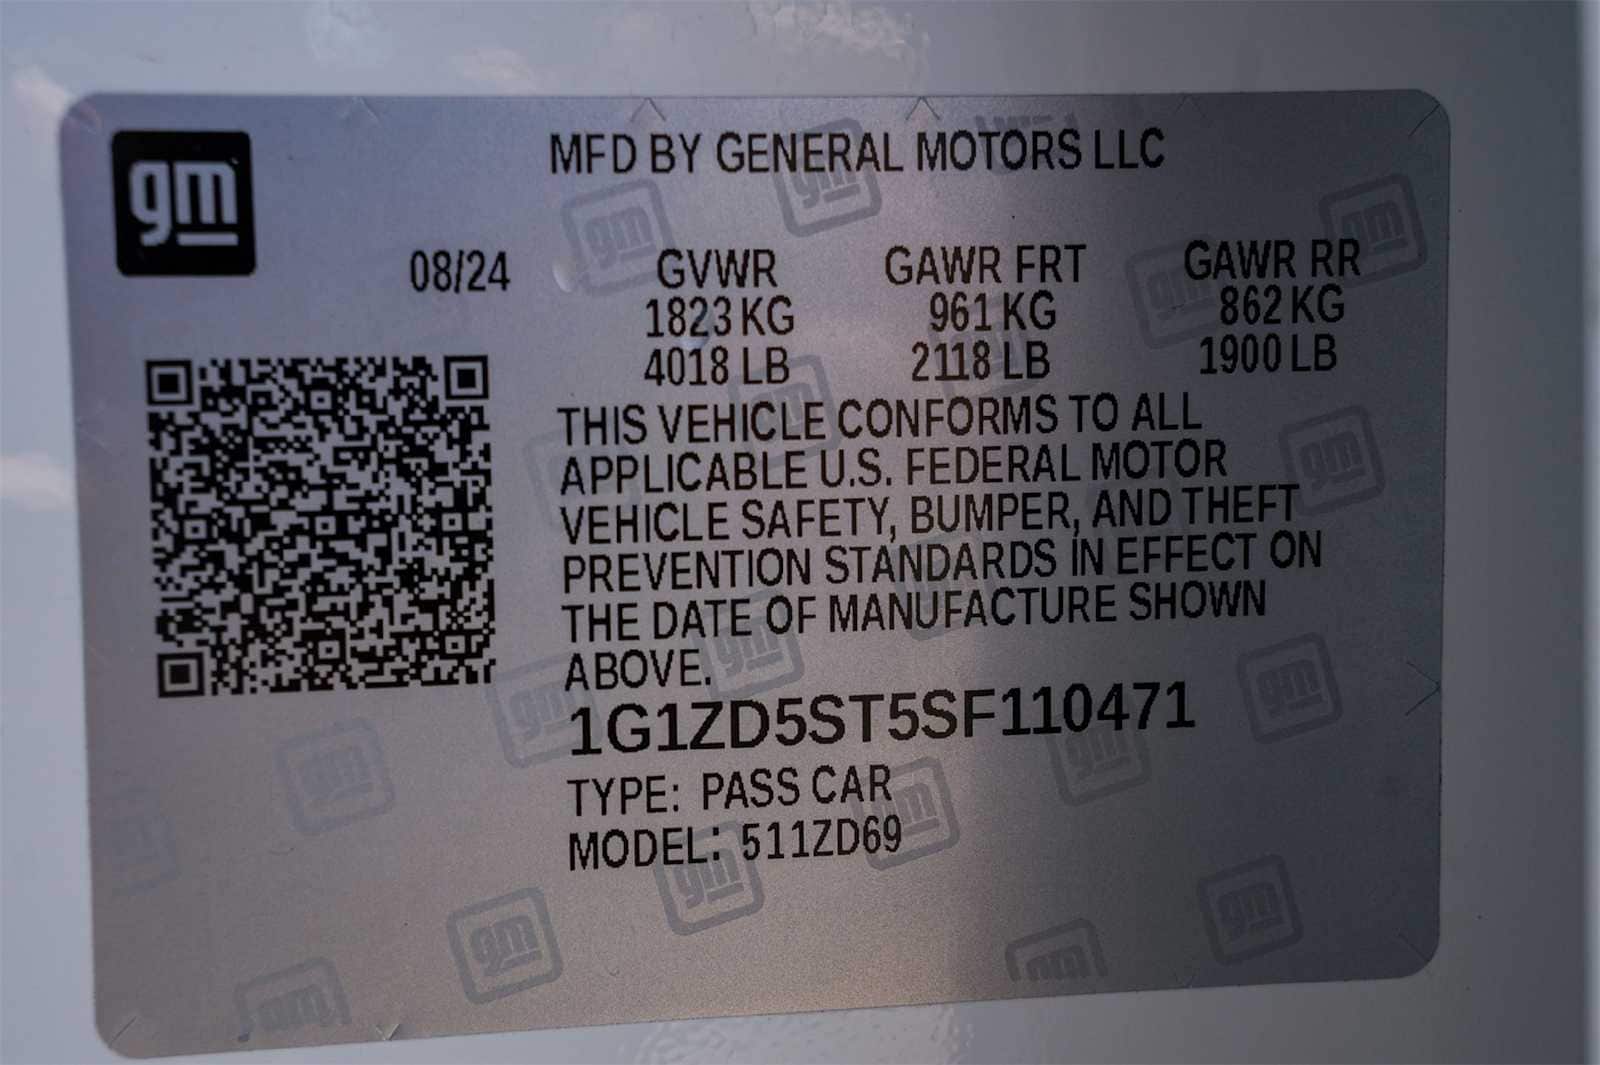 gm
MFD BY GENERAL MOTORS LLC
08/24 GVWR GAWR FRT GAWR RR
1823 KG 961 KG 862 KG
4018 LB 2118 LB 1900 LB
THIS VEHICLE CONFORMS TO ALL
APPLICABLE U.S. FEDERAL MOTOR
VEHICLE SAFETY, BUMPER, AND THEFT
PREVENTION STANDARDS IN EFFECT ON
THE DATE OF MANUFACTURE SHOWN
ABOVE.
1G1ZD5ST5SF110471
TYPE: PASS CAR
MODEL: 511ZD69